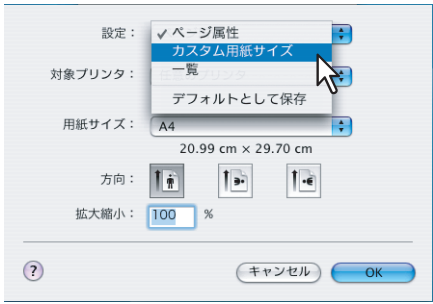 設定：
✓ ページ属性
カスタム用紙サイズ
一覧
デフォルトとして保存
対象プリンタ：
用紙サイズ： A4
20.99 cm × 29.70 cm
方向：
拡大縮小： 100 %
? キャンセル OK